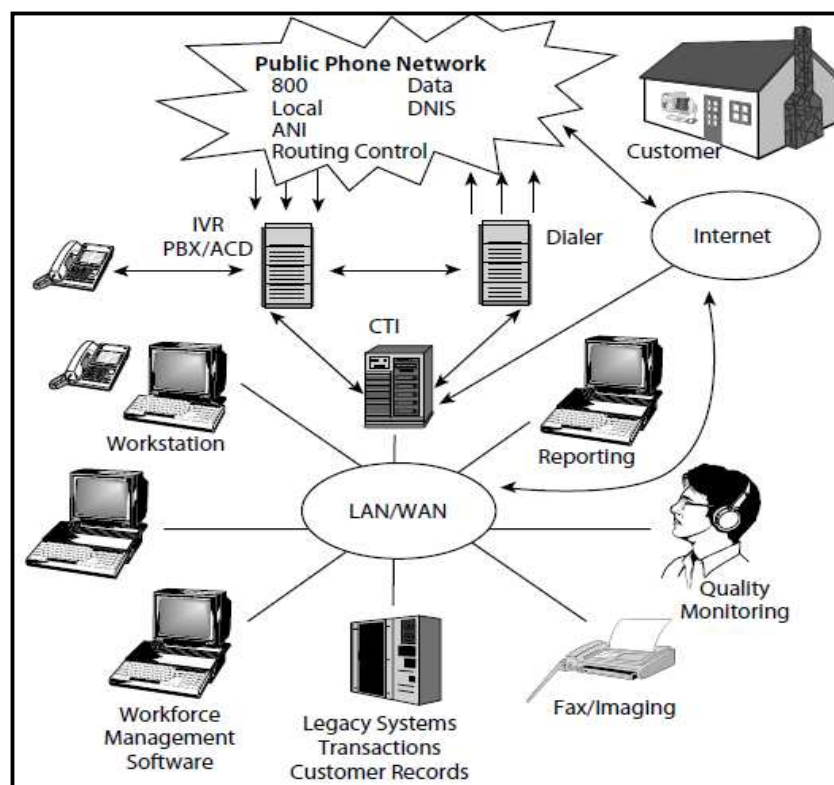 Public Phone Network
800 Data
Local DNIS
ANI
Routing Control
Customer
IVR
PBX/ACD
Dialer
Internet
CTI
Workstation
Reporting
LAN/WAN
Quality
Monitoring
Workforce
Management
Software
Legacy Systems
Transactions
Customer Records
Fax/Imaging